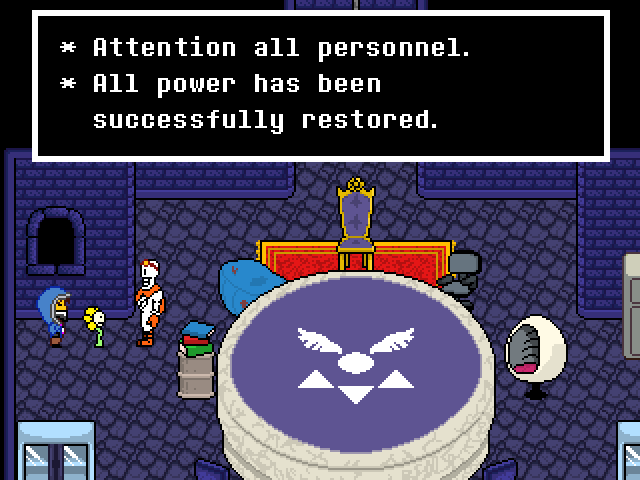 * Attention all personnel.
* All power has been
successfully restored.